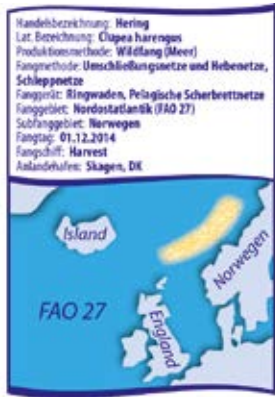 Handelsbezeichnung: Hering
Lat. Bezeichnung: Clupea harengus
Produktionsmethode: Wildfang (Meer)
Fangmethode: Umschließungsnetze und Hebenetze,
Schleppnetze
Fanggerät: Ringwaden, Pelagische Scherbrettnetze
Fanggebiet: Nordostatlantik (FAO 27)
Subfanggebiet: Norwegen
Fangtag: 01.12.2014
Fangschiff: Harvest
Anlandehafen: Skagen, DK
Island
Norwegen
FAO 27
England